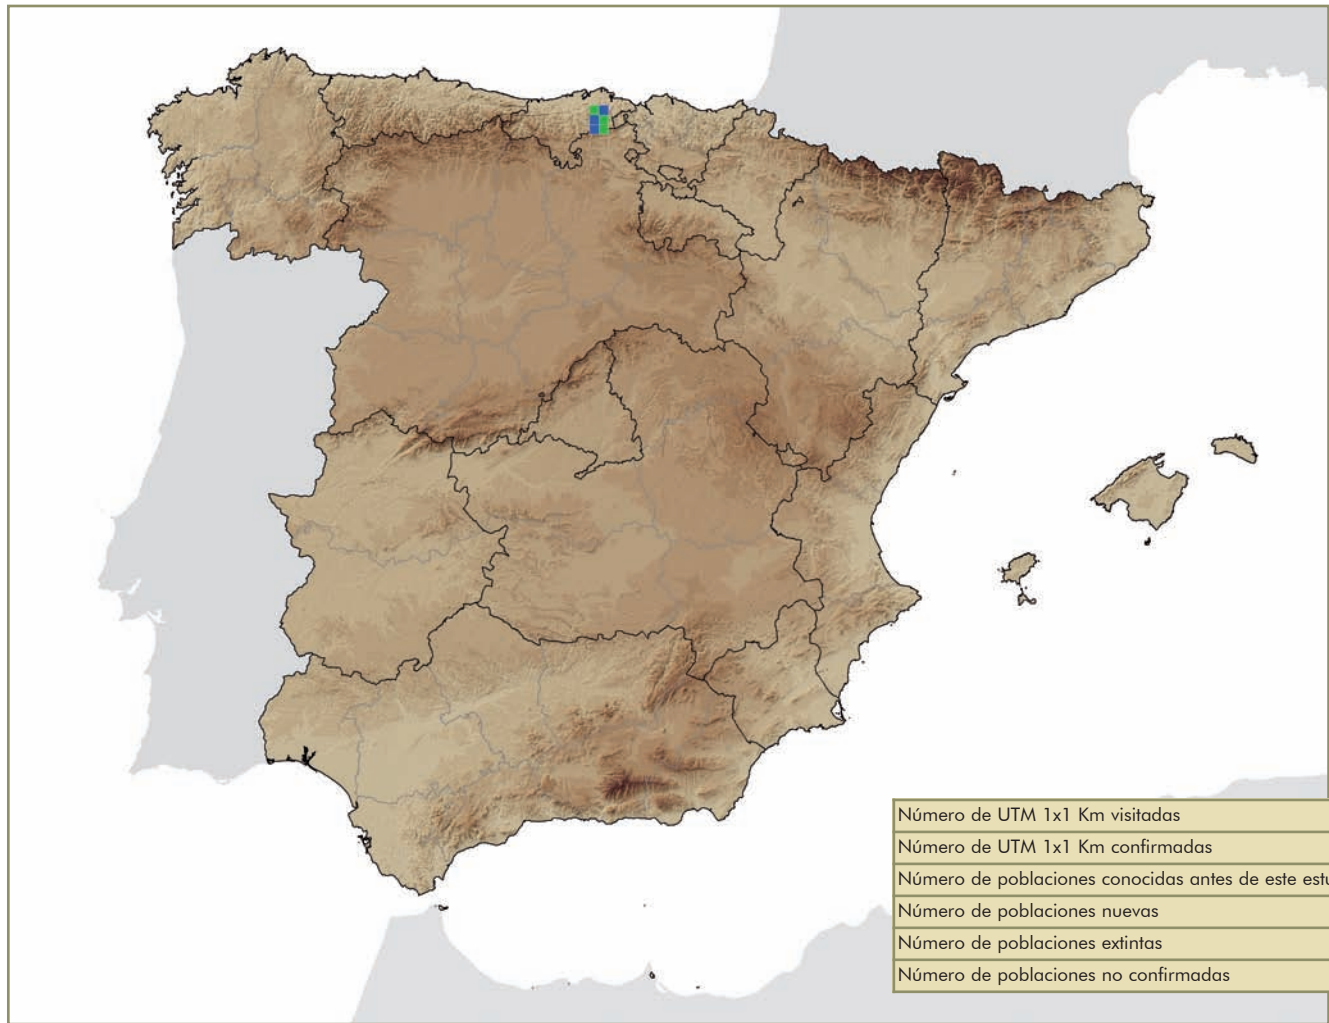 Número de UTM 1x1 Km visitadas
Número de UTM 1x1 Km confirmadas
Número de poblaciones conocidas antes de este estu
Número de poblaciones nuevas
Número de poblaciones extintas
Número de poblaciones no confirmadas